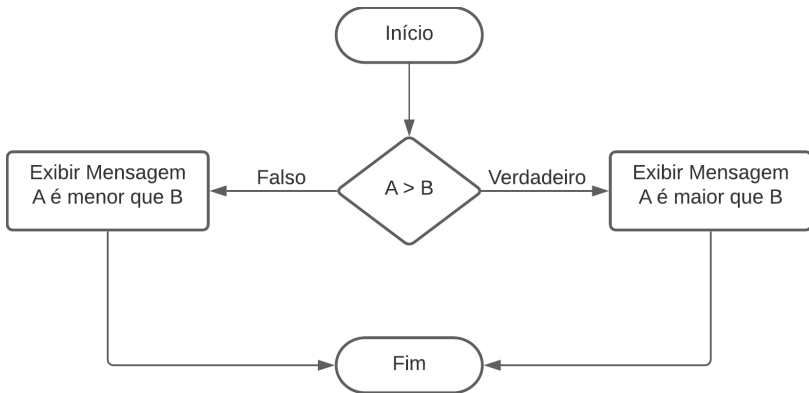 Início
A > B
Falso
Verdadeiro
Exibir Mensagem
A é menor que B
Exibir Mensagem
A é maior que B
Fim